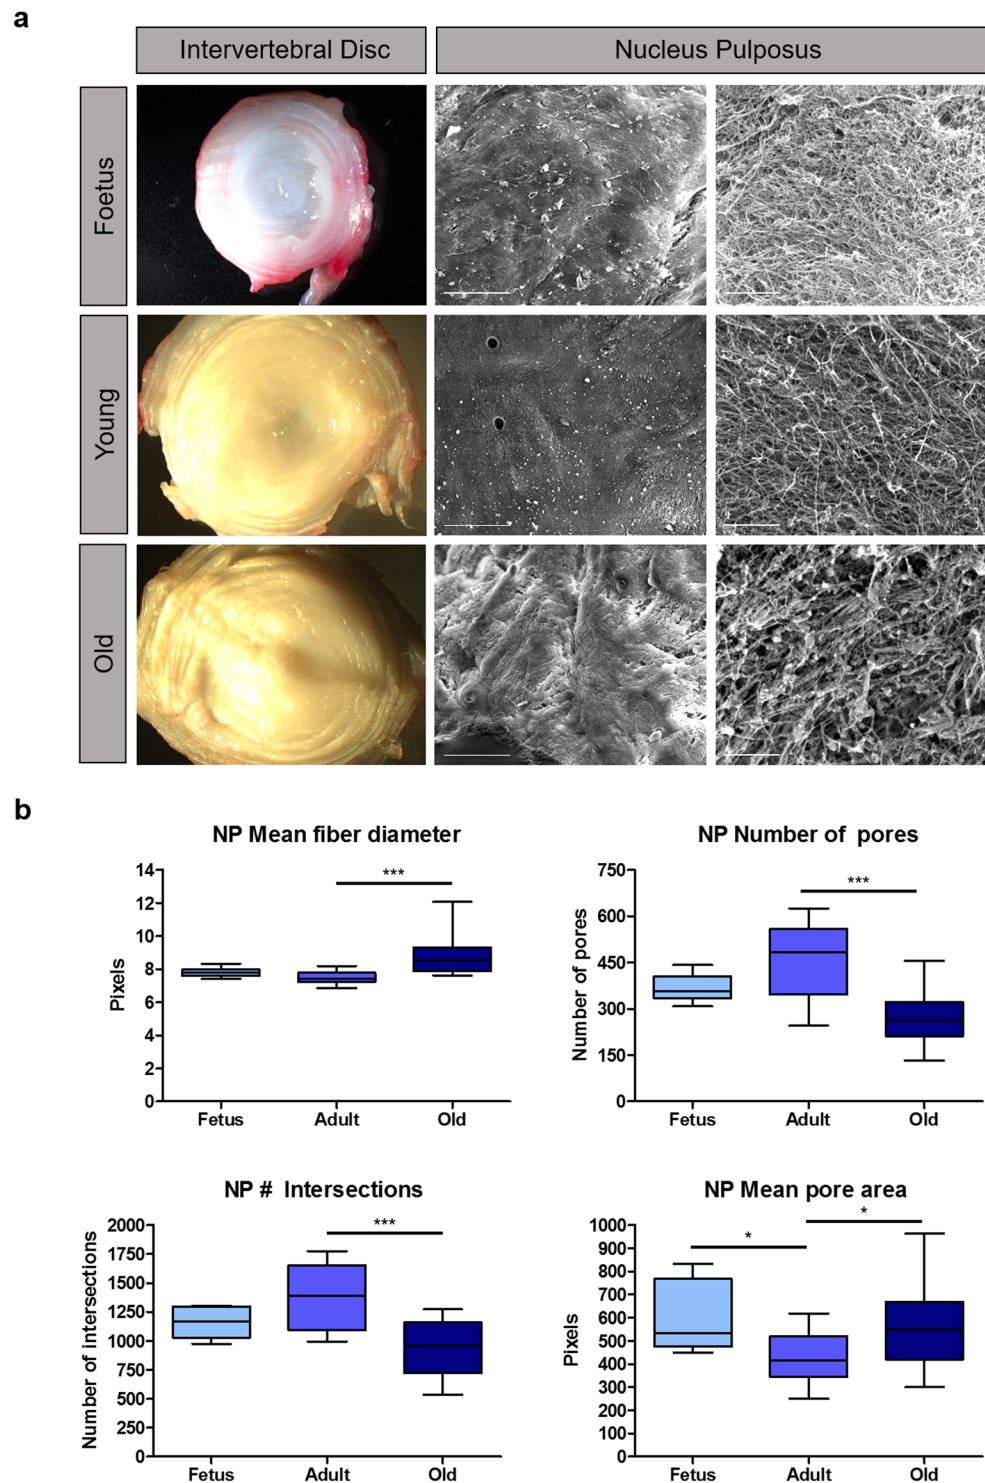 a
Intervertebral Disc
Nucleus Pulposus
Foetus
Young
Old
b
NP Mean fiber diameter
14
12
10
8
6
4
2
0
Pixels
***
Fetus
Adult
Old
NP Number of pores
750
600
450
300
150
0
Number of pores
***
Fetus
Adult
Old
NP # Intersections
2000
1750
1500
1250
1000
750
500
250
0
Number of intersections
***
Fetus
Adult
Old
NP Mean pore area
1000
900
800
700
600
500
400
300
200
100
0
Pixels
*
*
Fetus
Adult
Old